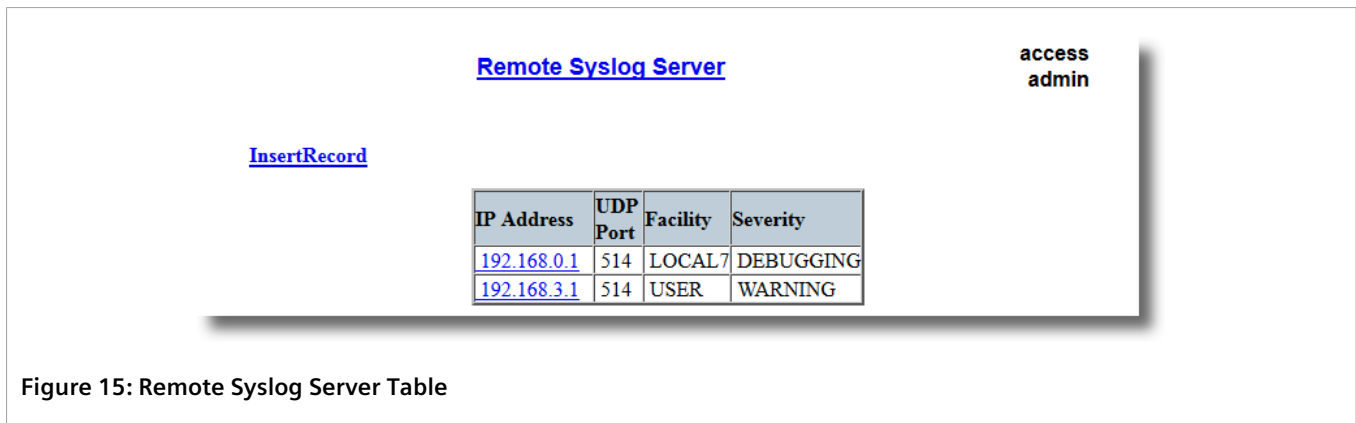 Remote Syslog Server
access
admin
InsertRecord
IP Address UDP Port Facility Severity
192.168.0.1 514 LOCAL7 DEBUGGING
192.168.3.1 514 USER WARNING
Figure 15: Remote Syslog Server Table